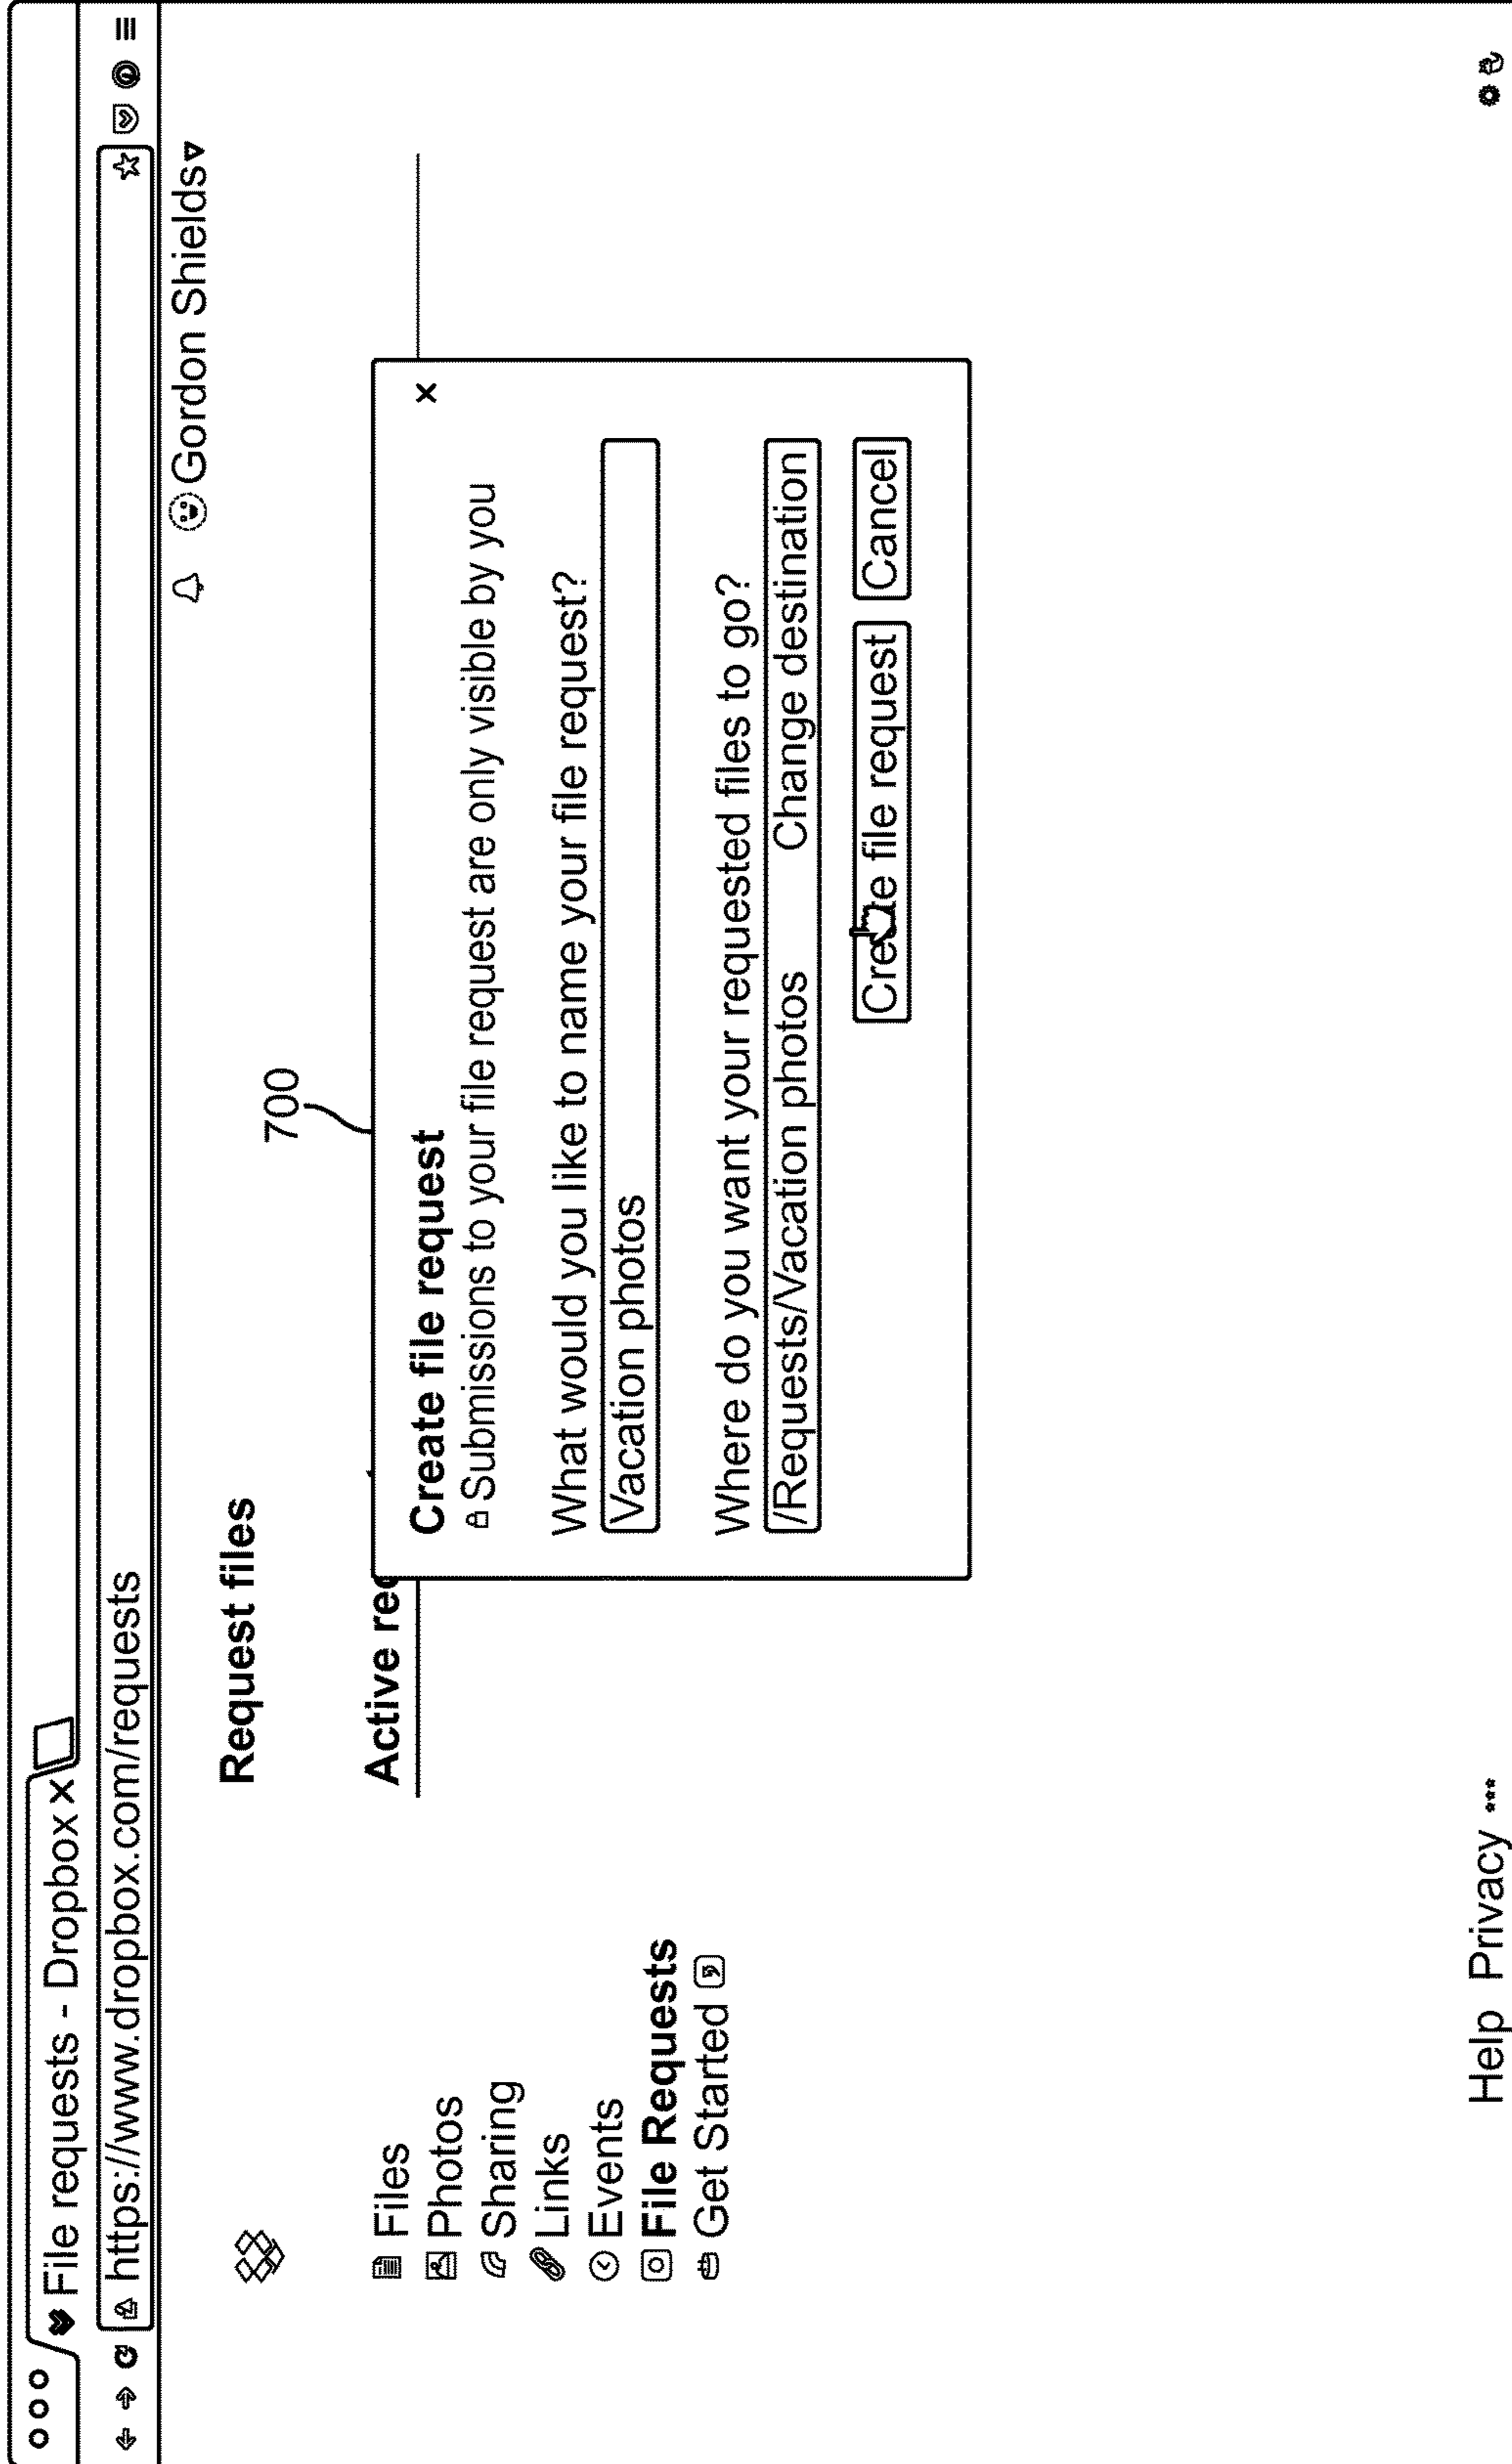 File requests - Dropbox
https://www.dropbox.com/requests
Gordon Shields
Request files
700
Active req
Create file request
Submissions to your file request are only visible by you
What would you like to name your file request?
Vacation photos
Where do you want your requested files to go?
/Requests/Vacation photos Change destination
Create file request Cancel
Files
Photos
Sharing
Links
Events
File Requests
Get Started
Help Privacy